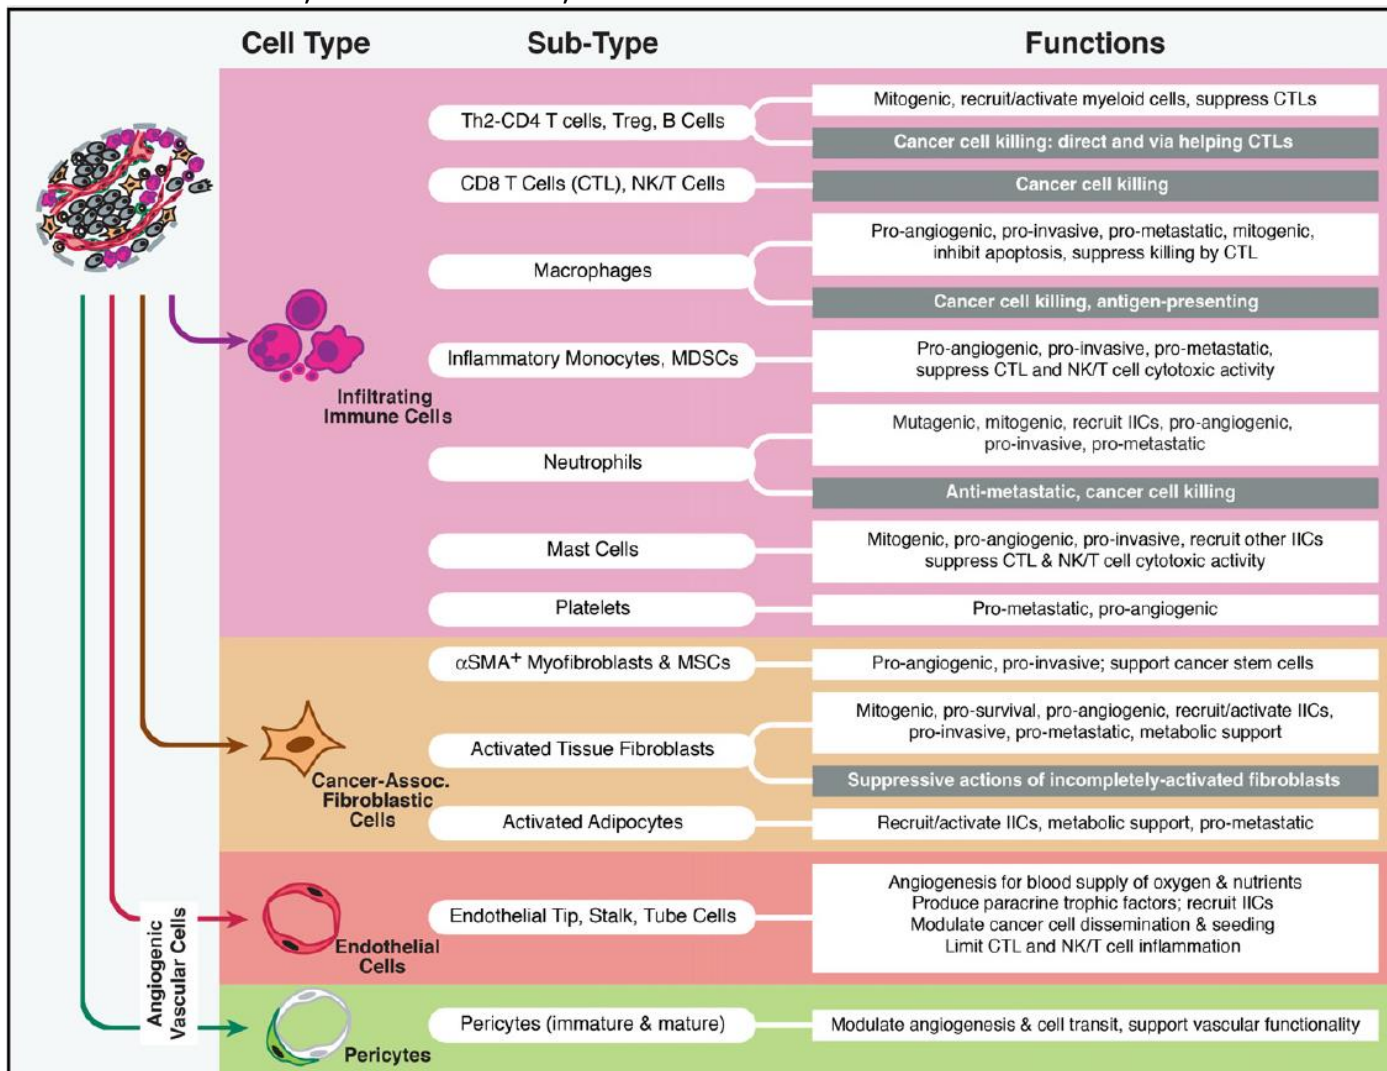 Cell Type
Sub-Type
Functions
Th2-CD4 T cells, Treg, B Cells
Mitogenic, recruit/activate myeloid cells, suppress CTLs
Cancer cell killing: direct and via helping CTLs
CD8 T Cells (CTL), NK/T Cells
Cancer cell killing
Macrophages
Pro-angiogenic, pro-invasive, pro-metastatic, mitogenic,
inhibit apoptosis, suppress killing by CTL
Cancer cell killing, antigen-presenting
Infiltrating
Immune Cells
Inflammatory Monocytes, MDSCs
Pro-angiogenic, pro-invasive, pro-metastatic,
suppress CTL and NK/T cell cytotoxic activity
Neutrophils
Mutagenic, mitogenic, recruit IICs, pro-angiogenic,
pro-invasive, pro-metastatic
Anti-metastatic, cancer cell killing
Mast Cells
Mitogenic, pro-angiogenic, pro-invasive, recruit other IICs
suppress CTL & NK/T cell cytotoxic activity
Platelets
Pro-metastatic, pro-angiogenic
αSMA+ Myofibroblasts & MSCs
Pro-angiogenic, pro-invasive; support cancer stem cells
Cancer-Assoc.
Fibroblastic
Cells
Activated Tissue Fibroblasts
Mitogenic, pro-survival, pro-angiogenic, recruit/activate IICs,
pro-invasive, pro-metastatic, metabolic support
Suppressive actions of incompletely-activated fibroblasts
Activated Adipocytes
Recruit/activate IICs, metabolic support, pro-metastatic
Angiogenic
Vascular Cells
Endothelial
Cells
Endothelial Tip, Stalk, Tube Cells
Angiogenesis for blood supply of oxygen & nutrients
Produce paracrine trophic factors; recruit IICs
Modulate cancer cell dissemination & seeding
Limit CTL and NK/T cell inflammation
Pericytes
Pericytes (immature & mature)
Modulate angiogenesis & cell transit, support vascular functionality